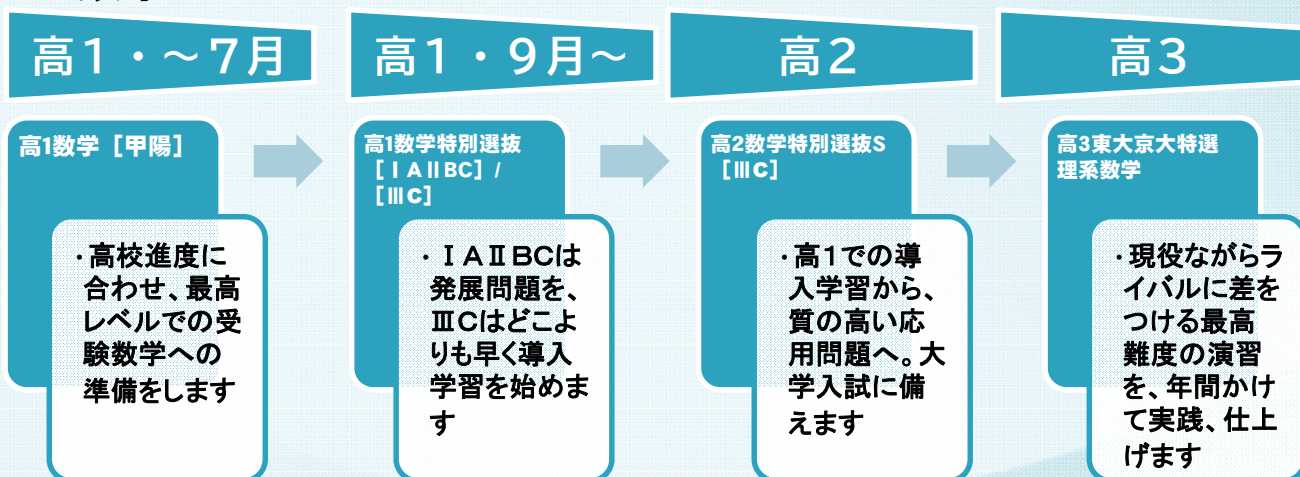 高1・～7月
高1・9月～
高2
高3
高1数学［甲陽］
・高校進度に
合わせ、最高
レベルでの受
験数学への
準備をします
高1数学特別選抜
［ⅠAⅡBC］/
［ⅢC］
・ⅠAⅡBCは
発展問題を、
ⅢCはどこよ
りも早く導入
学習を始めま
す
高2数学特別選抜S
［ⅢC］
・高1での導
入学習から、
質の高い応
用問題へ。大
学入試に備
えます
高3東大京大特選
理系数学
・現役ながらラ
イバルに差を
つける最高
難度の演習
を、年間かけ
て実践、仕上
げます